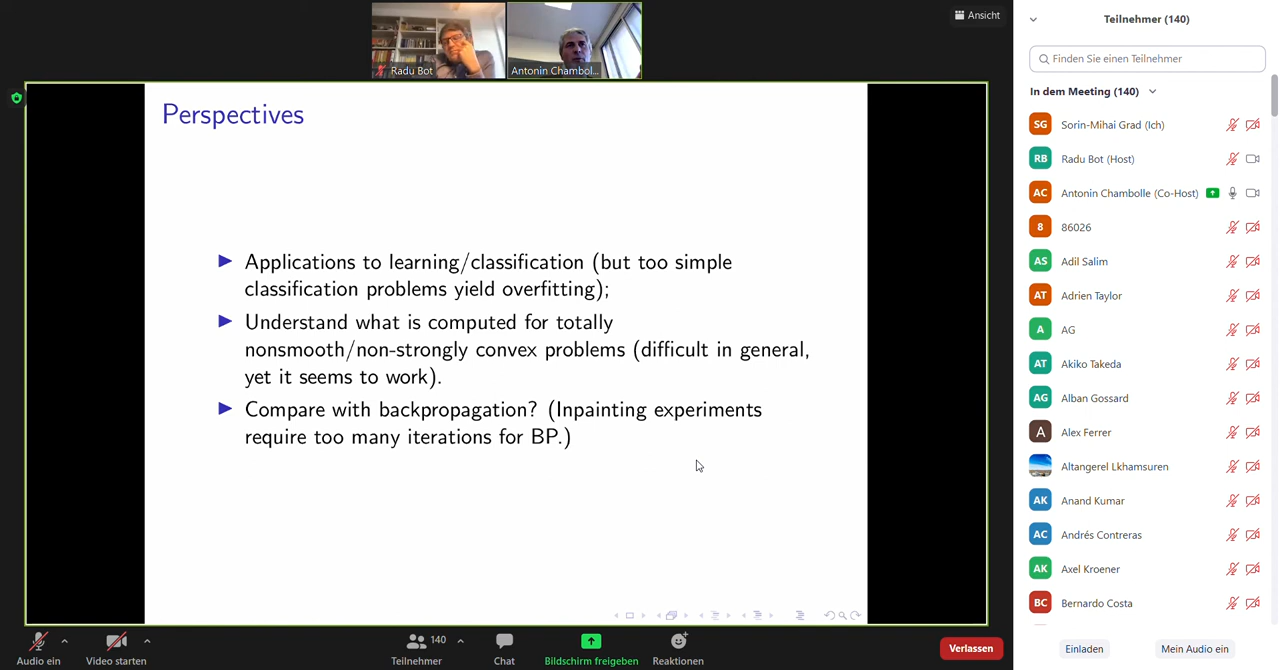 Ansicht
Radu Bot
Antonin Chambol...
Perspectives
Applications to learning/classification (but too simple
classification problems yield overfitting);
Understand what is computed for totally
nonsmooth/non-strongly convex problems (difficult in general,
yet it seems to work).
Compare with backpropagation? (Inpainting experiments
require too many iterations for BP.)
Audio ein
Video starten
140
Teilnehmer
Chat
Bildschirm freigeben
Reaktionen
Verlassen
Teilnehmer (140)
Finden Sie einen Teilnehmer
In dem Meeting (140)
SG Sorin-Mihai Grad (Ich)
RB Radu Bot (Host)
AC Antonin Chambolle (Co-Host)
8 86026
AS Adil Salim
AT Adrien Taylor
A AG
AT Akiko Takeda
AG Alban Gossard
A Alex Ferrer
Altangerel Lkhamsuren
AK Anand Kumar
AC Andrés Contreras
AK Axel Kroener
BC Bernardo Costa
Einladen
Mein Audio ein